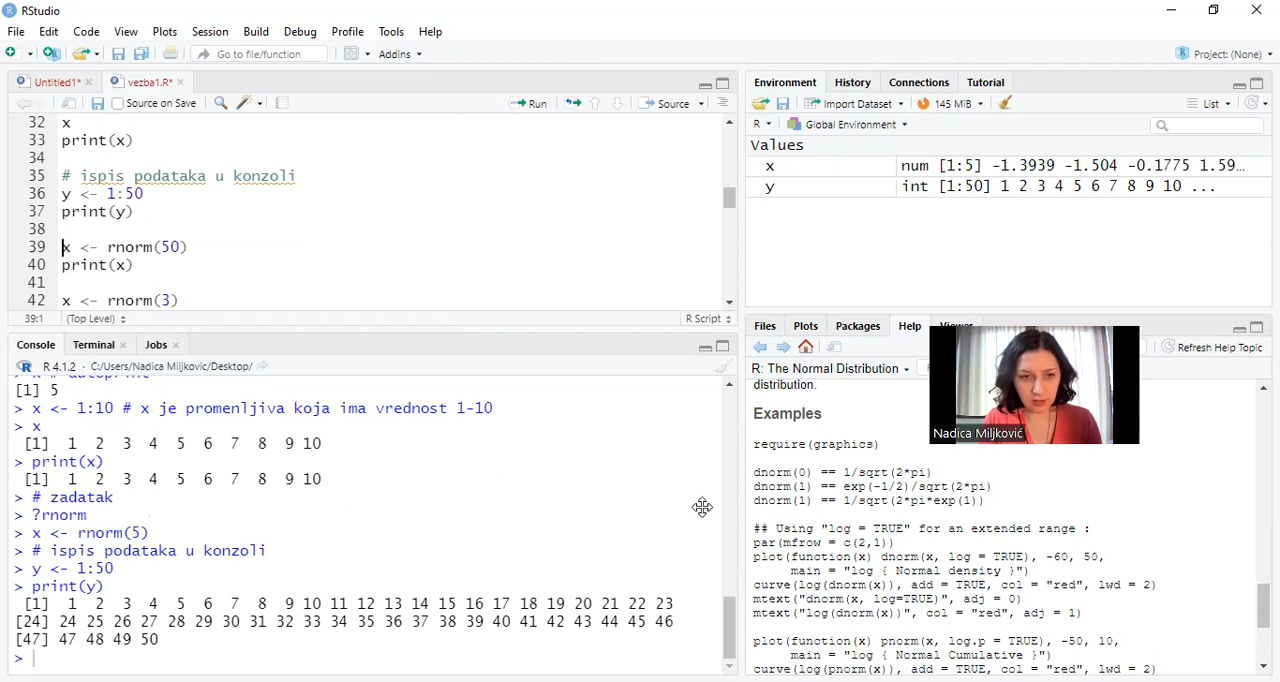 RStudio
File Edit Code View Plots Session Build Debug Profile Tools Help
Go to file/function Addins Project: (None)
Untitled1* vezba1.R*
Source on Save Run Source
32 x
33 print(x)
34
35 # ispis podataka u konzoli
36 y <- 1:50
37 print(y)
38
39 x <- rnorm(50)
40 print(x)
41
42 x <- rnorm(3)
39:1 (Top Level) R Script
Console Terminal Jobs
R 4.1.2 · C:/Users/Nadica Miljkovic/Desktop/
[1] 5
> x <- 1:10 # x je promenljiva koja ima vrednost 1-10
> x
[1] 1 2 3 4 5 6 7 8 9 10
> print(x)
[1] 1 2 3 4 5 6 7 8 9 10
> # zadatak
> ?rnorm
> x <- rnorm(5)
> # ispis podataka u konzoli
> y <- 1:50
> print(y)
[1] 1 2 3 4 5 6 7 8 9 10 11 12 13 14 15 16 17 18 19 20 21 22 23
[24] 24 25 26 27 28 29 30 31 32 33 34 35 36 37 38 39 40 41 42 43 44 45 46
[47] 47 48 49 50
>
Environment History Connections Tutorial
Import Dataset 145 MiB List
R Global Environment
Values
x num [1:5] -1.3939 -1.504 -0.1775 1.59...
y int [1:50] 1 2 3 4 5 6 7 8 9 10 ...
Files Plots Packages Help Viewer
Refresh Help Topic
R: The Normal Distribution
distribution.
Examples
require(graphics)
dnorm(0) == 1/sqrt(2*pi)
dnorm(1) == exp(-1/2)/sqrt(2*pi)
dnorm(1) == 1/sqrt(2*pi*exp(1))
## Using "log = TRUE" for an extended range :
par(mfrow = c(2,1))
plot(function(x) dnorm(x, log = TRUE), -60, 50,
main = "log { Normal density }")
curve(log(dnorm(x)), add = TRUE, col = "red", lwd = 2)
mtext("dnorm(x, log=TRUE)", adj = 0)
mtext("log(dnorm(x))", col = "red", adj = 1)
plot(function(x) pnorm(x, log.p = TRUE), -50, 10,
main = "log { Normal Cumulative }")
curve(log(pnorm(x)), add = TRUE, col = "red", lwd = 2)
Nadica Miljković